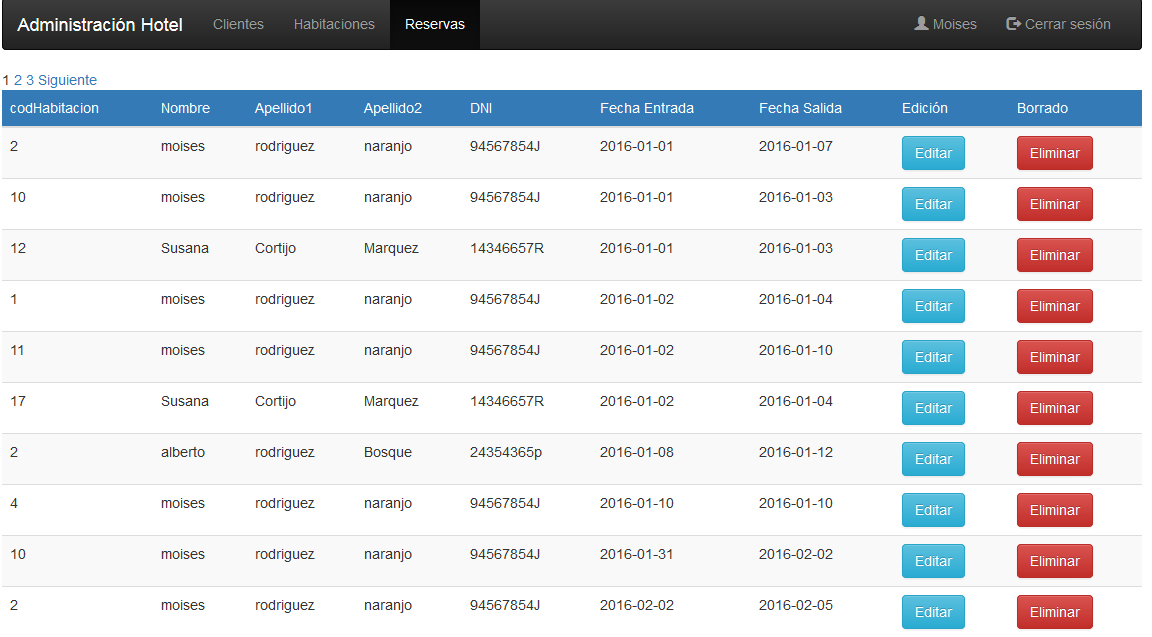 Administración Hotel Clientes Habitaciones Reservas Moises Cerrar sesión
1 2 3 Siguiente
codHabitacion Nombre Apellido1 Apellido2 DNI Fecha Entrada Fecha Salida Edición Borrado
2 moises rodriguez naranjo 94567854J 2016-01-01 2016-01-07 Editar Eliminar
10 moises rodriguez naranjo 94567854J 2016-01-01 2016-01-03 Editar Eliminar
12 Susana Cortijo Marquez 14346657R 2016-01-01 2016-01-03 Editar Eliminar
1 moises rodriguez naranjo 94567854J 2016-01-02 2016-01-04 Editar Eliminar
11 moises rodriguez naranjo 94567854J 2016-01-02 2016-01-10 Editar Eliminar
17 Susana Cortijo Marquez 14346657R 2016-01-02 2016-01-04 Editar Eliminar
2 alberto rodriguez Bosque 24354365p 2016-01-08 2016-01-12 Editar Eliminar
4 moises rodriguez naranjo 94567854J 2016-01-10 2016-01-10 Editar Eliminar
10 moises rodriguez naranjo 94567854J 2016-01-31 2016-02-02 Editar Eliminar
2 moises rodriguez naranjo 94567854J 2016-02-02 2016-02-05 Editar Eliminar